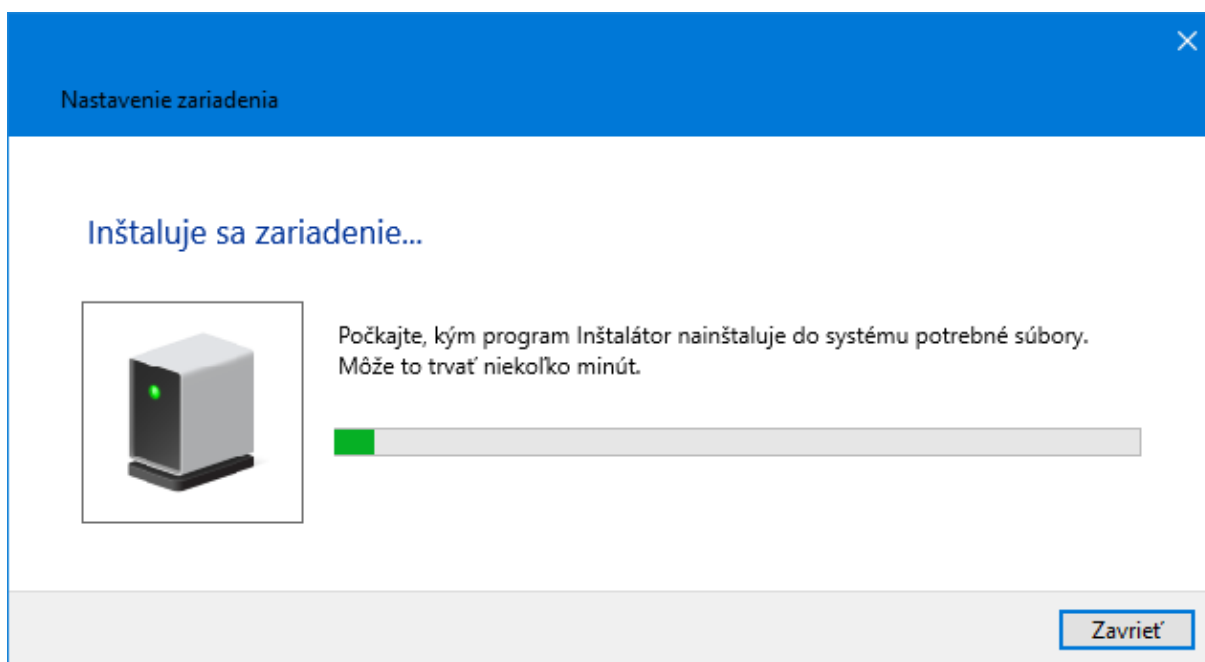 Nastavenie zariadenia
Inštaluje sa zariadenie...
Počkajte, kým program Inštalátor nainštaluje do systému potrebné súbory.
Môže to trvať niekoľko minút.
Zavrieť